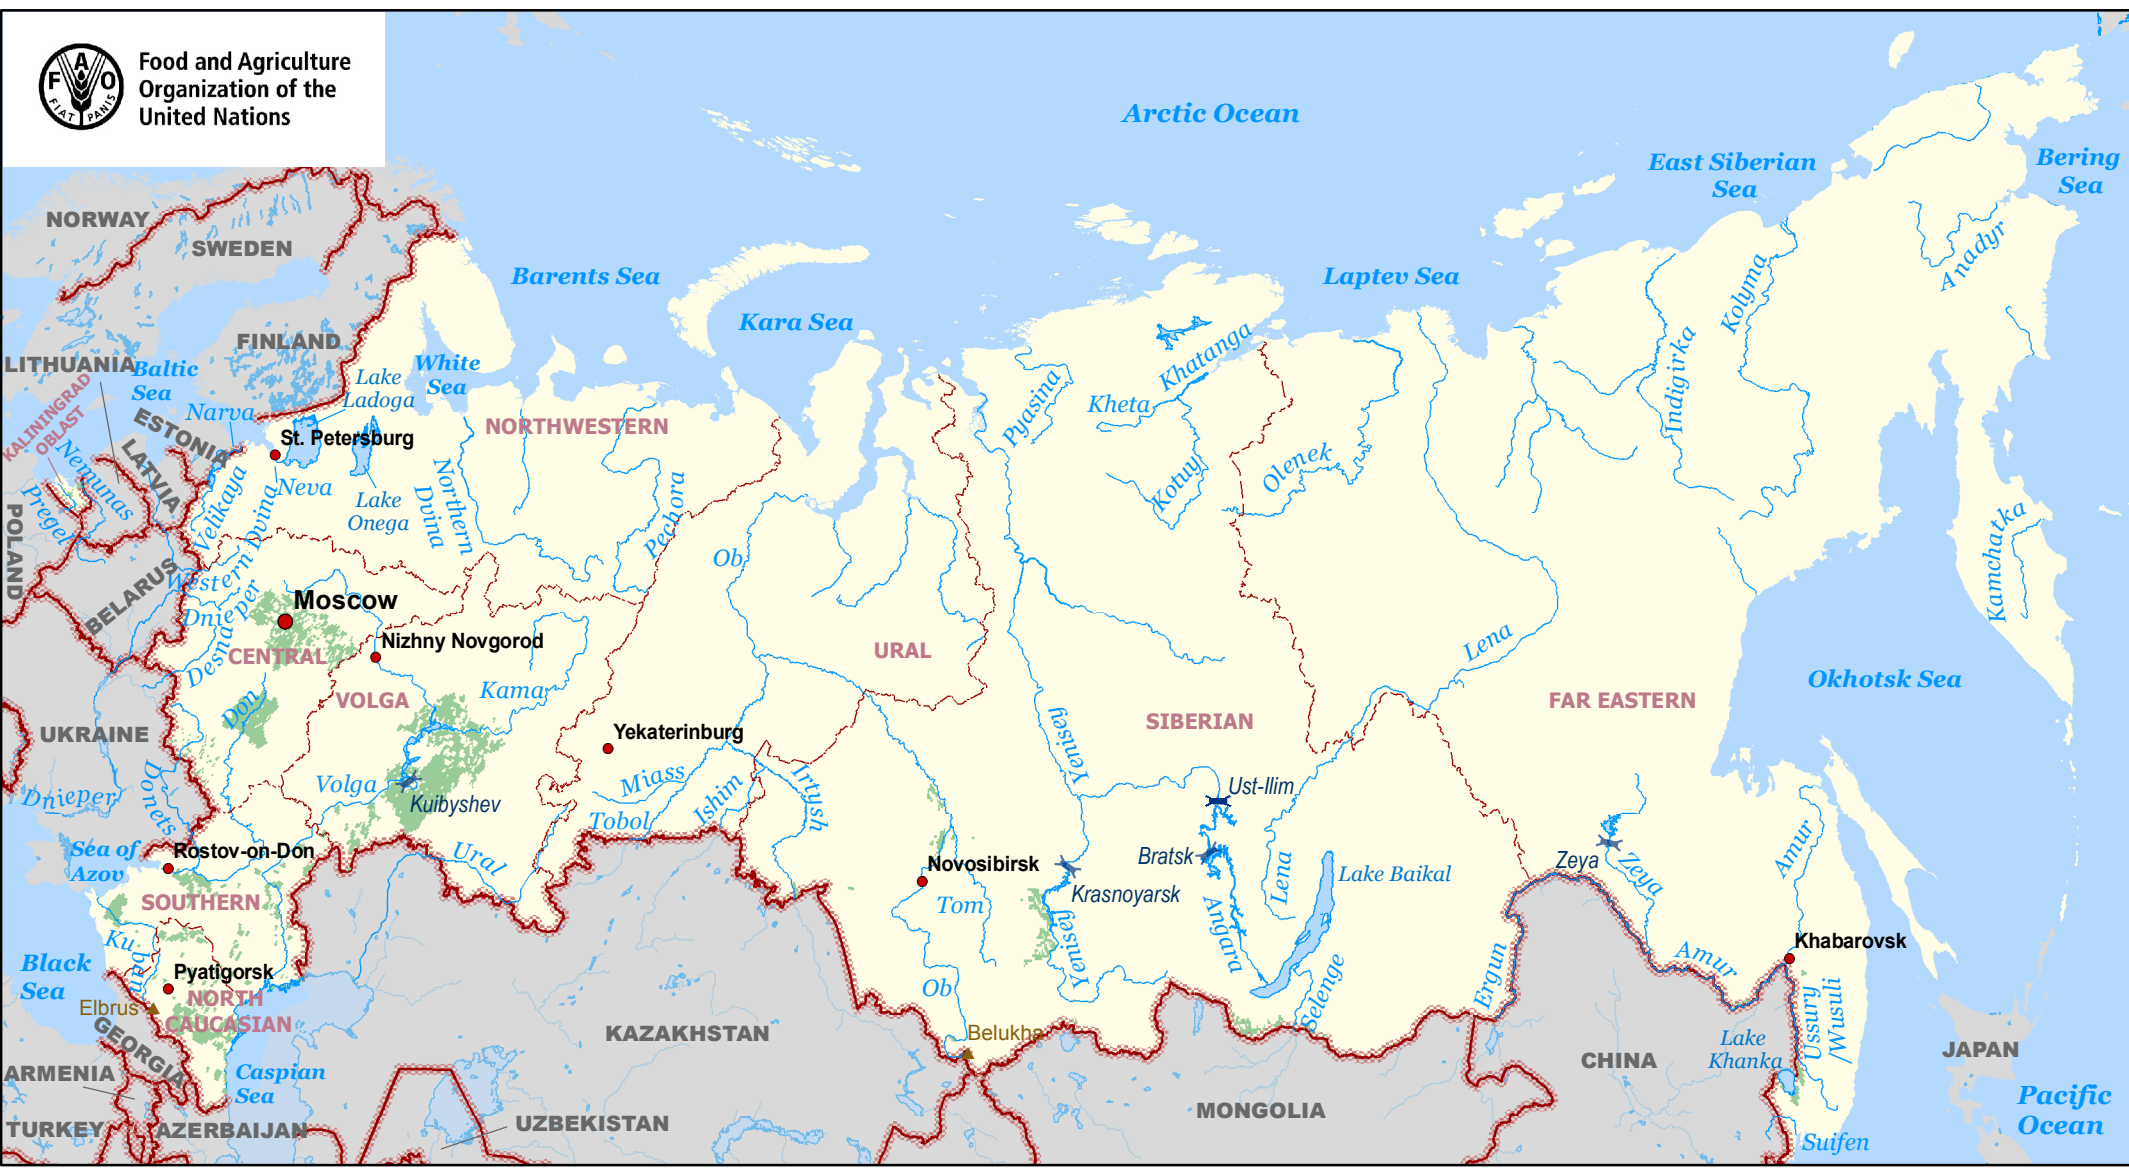 Food and Agriculture
Organization of the
United Nations
F A O
FIAT PANIS
Arctic Ocean
East Siberian
Sea
Bering
Sea
NORWAY
SWEDEN
Barents Sea
Laptev Sea
Kara Sea
Anadyr
Kolyma
Indigirka
FINLAND
LITHUANIA
Baltic
Sea
White
Sea
Lake
Ladoga
KALININGRAD
OBLAST
Narva
ESTONIA
LATVIA
St. Petersburg
NORTHWESTERN
Pyasina
Kheta
Khatanga
Kotuy
Olenek
Nemunas
Pregel
POLAND
Velikaya
Neva
Lake
Onega
Northern
Dvina
Pechora
Ob
Kamchatka
Western Dvina
BELARUS
Dnieper
Desna
Moscow
Nizhny Novgorod
CENTRAL
VOLGA
Kama
URAL
Lena
Okhotsk Sea
Don
UKRAINE
Yekaterinburg
Yenisey
SIBERIAN
FAR EASTERN
Dnieper
Donets
Volga
Kuibyshev
Miass
Tobol
Ishim
Irtysh
Ust-Ilim
Bratsk
Lena
Lake Baikal
Zeya
Zeya
Amur
Sea of
Azov
Rostov-on-Don
Ural
Novosibirsk
Tom
Krasnoyarsk
Yenisey
Angara
SOUTHERN
Ku-
ban
Black
Sea
Pyatigorsk
NORTH
CAUCASIAN
Elbrus
Ob
Belukha
Selenge
Ergun
Amur
Khabarovsk
Ussury
/Wusuli
Lake
Khanka
GEORGIA
ARMENIA
Caspian
Sea
KAZAKHSTAN
CHINA
JAPAN
TURKEY
AZERBAIJAN
UZBEKISTAN
MONGOLIA
Pacific
Ocean
Suifen